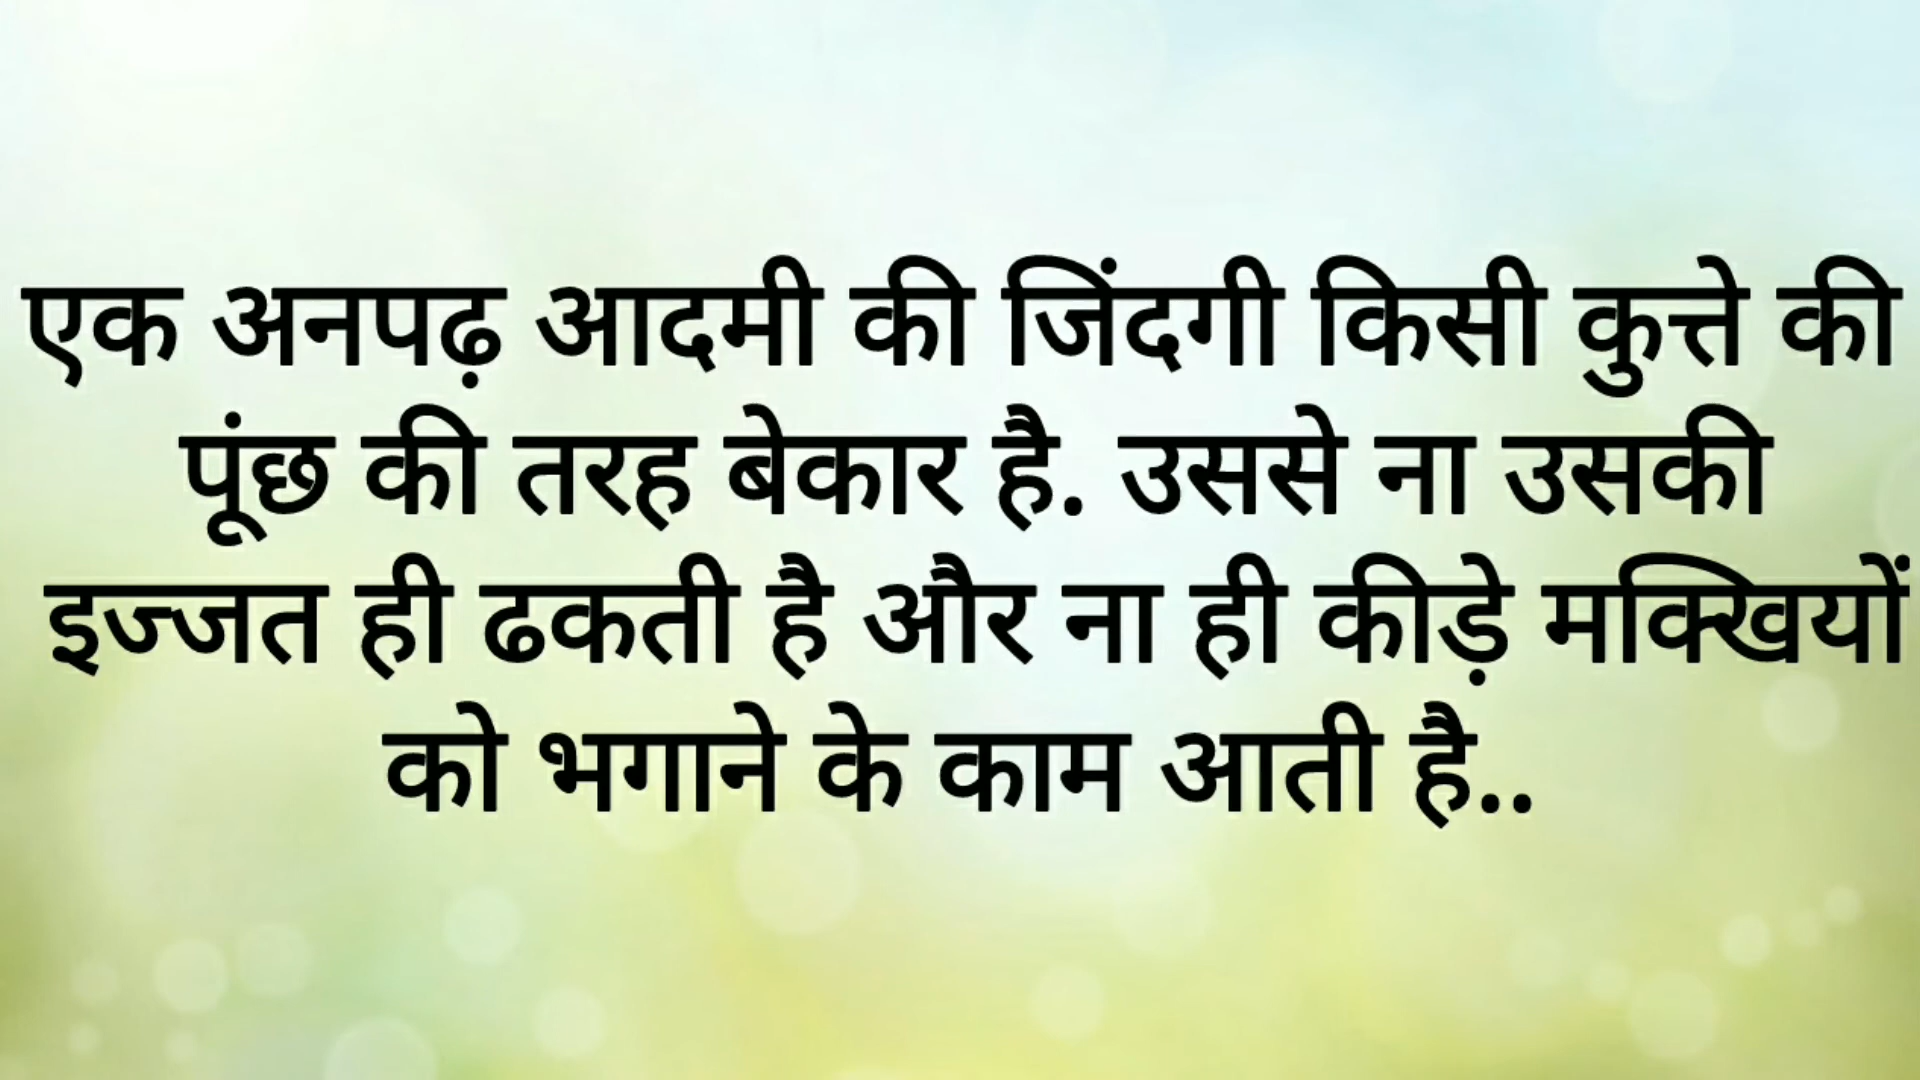 एक अनपढ़ आदमी की जिंदगी किसी कुत्ते की
पूंछ की तरह बेकार है. उससे ना उसकी
इज्जत ही ढकती है और ना ही कीड़े मक्खियों
को भगाने के काम आती है..